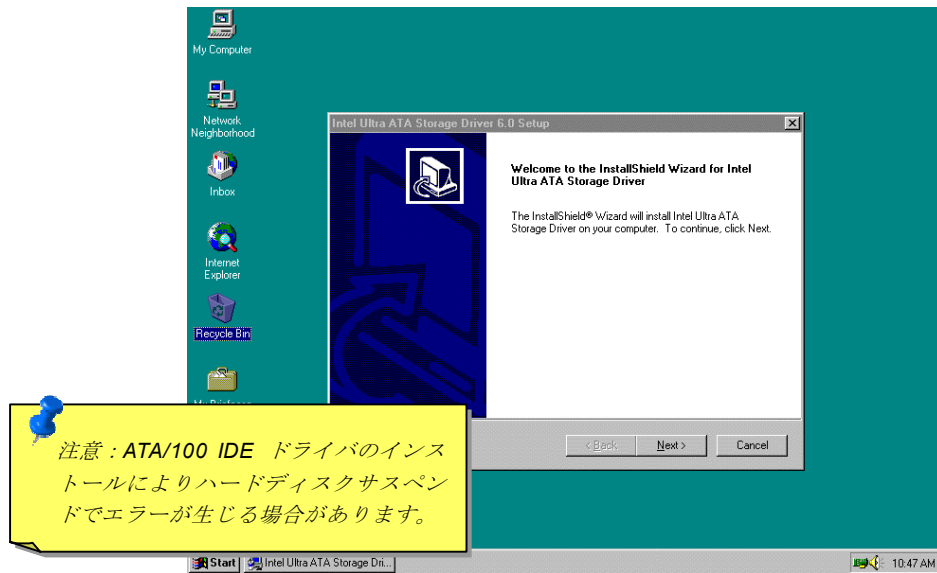 My Computer
Network
Neighborhood
Inbox
Internet
Explorer
Recycle Bin
My Briefcase
Intel Ultra ATA Storage Driver 6.0 Setup
Welcome to the InstallShield Wizard for Intel
Ultra ATA Storage Driver
The InstallShield® Wizard will install Intel Ultra ATA
Storage Driver on your computer. To continue, click Next.
< Back
Next >
Cancel
注意：ATA/100 IDE ドライバのインス
トールによりハードディスクサスペン
ドでエラーが生じる場合があります。
Start
Intel Ultra ATA Storage Dri...
10:47 AM